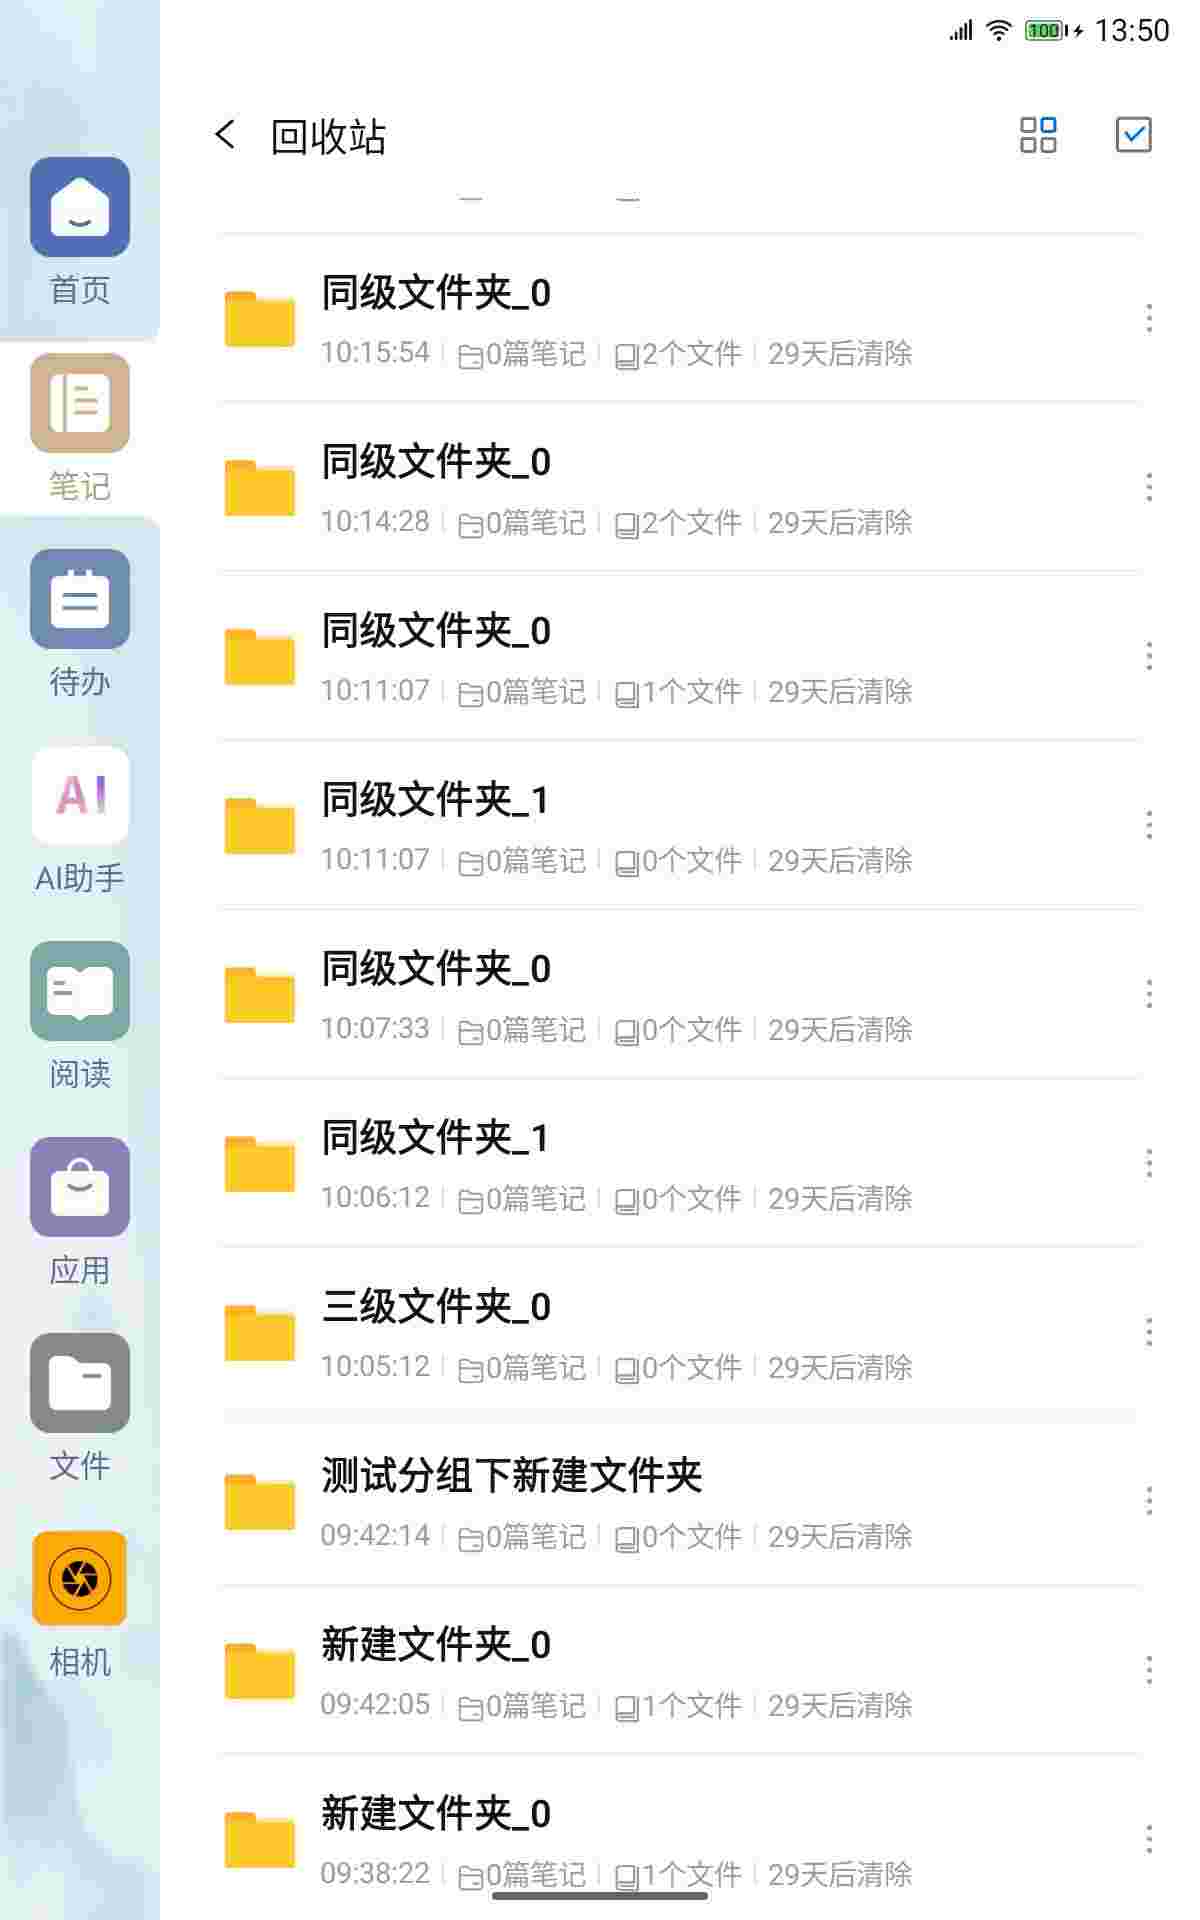 100 13:50
回收站
首页
笔记
待办
AI
AI助手
阅读
应用
文件
相机
同级文件夹_0
10:15:54 0篇笔记 2个文件 29天后清除
同级文件夹_0
10:14:28 0篇笔记 2个文件 29天后清除
同级文件夹_0
10:11:07 0篇笔记 1个文件 29天后清除
同级文件夹_1
10:11:07 0篇笔记 0个文件 29天后清除
同级文件夹_0
10:07:33 0篇笔记 0个文件 29天后清除
同级文件夹_1
10:06:12 0篇笔记 0个文件 29天后清除
三级文件夹_0
10:05:12 0篇笔记 0个文件 29天后清除
测试分组下新建文件夹
09:42:14 0篇笔记 0个文件 29天后清除
新建文件夹_0
09:42:05 0篇笔记 1个文件 29天后清除
新建文件夹_0
09:38:22 0篇笔记 1个文件 29天后清除